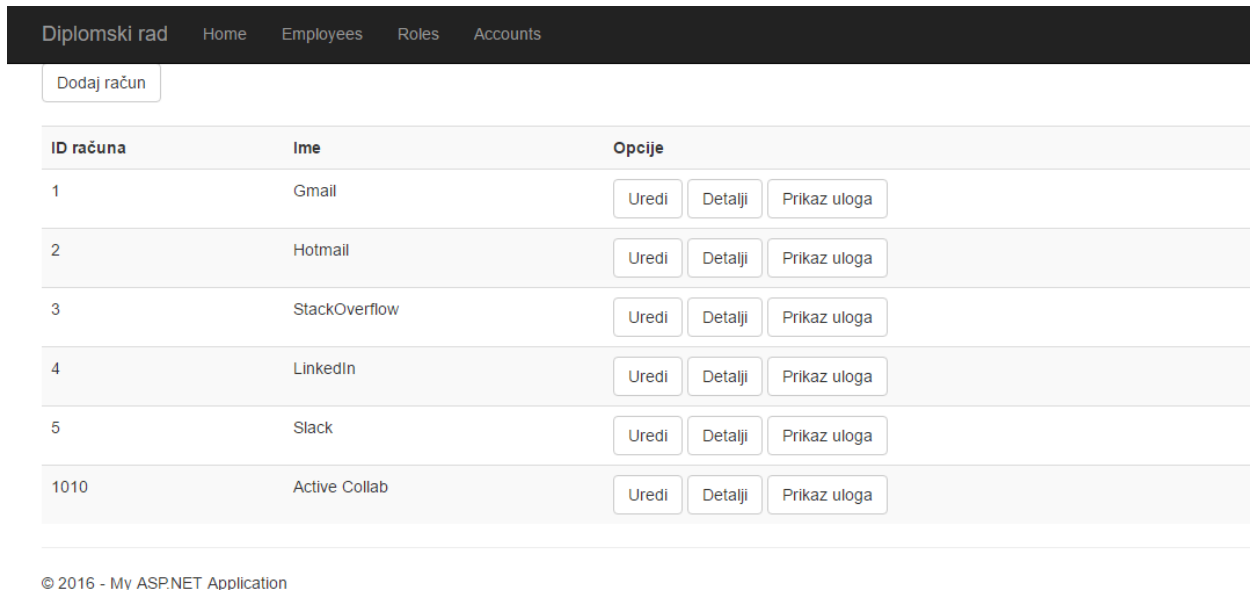 Diplomski rad Home Employees Roles Accounts
Dodaj račun
ID računa Ime Opcije
1 Gmail Uredi Detalji Prikaz uloga
2 Hotmail Uredi Detalji Prikaz uloga
3 StackOverflow Uredi Detalji Prikaz uloga
4 LinkedIn Uredi Detalji Prikaz uloga
5 Slack Uredi Detalji Prikaz uloga
1010 Active Collab Uredi Detalji Prikaz uloga
© 2016 - My ASP.NET Application